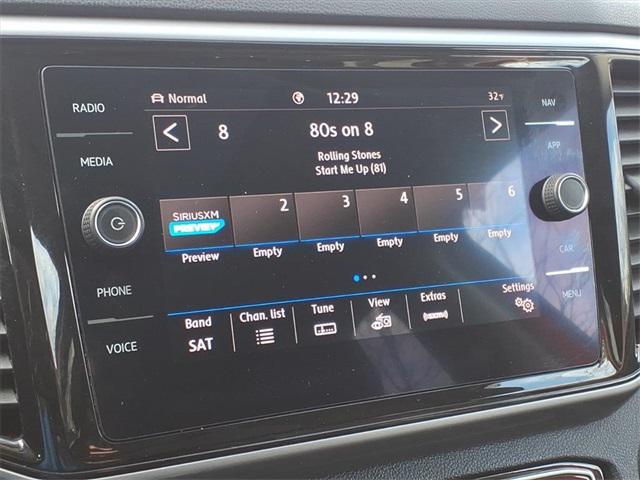 RADIO
MEDIA
PHONE
VOICE
Normal
12:29
32°F
8
80s on 8
Rolling Stones
Start Me Up (81)
SIRIUSXM
PREVIEW
2
3
4
5
6
Preview
Empty
Empty
Empty
Empty
Empty
Band
SAT
Chan. list
Tune
View
Extras
((SXM))
Settings
NAV
APP
CAR
MENU